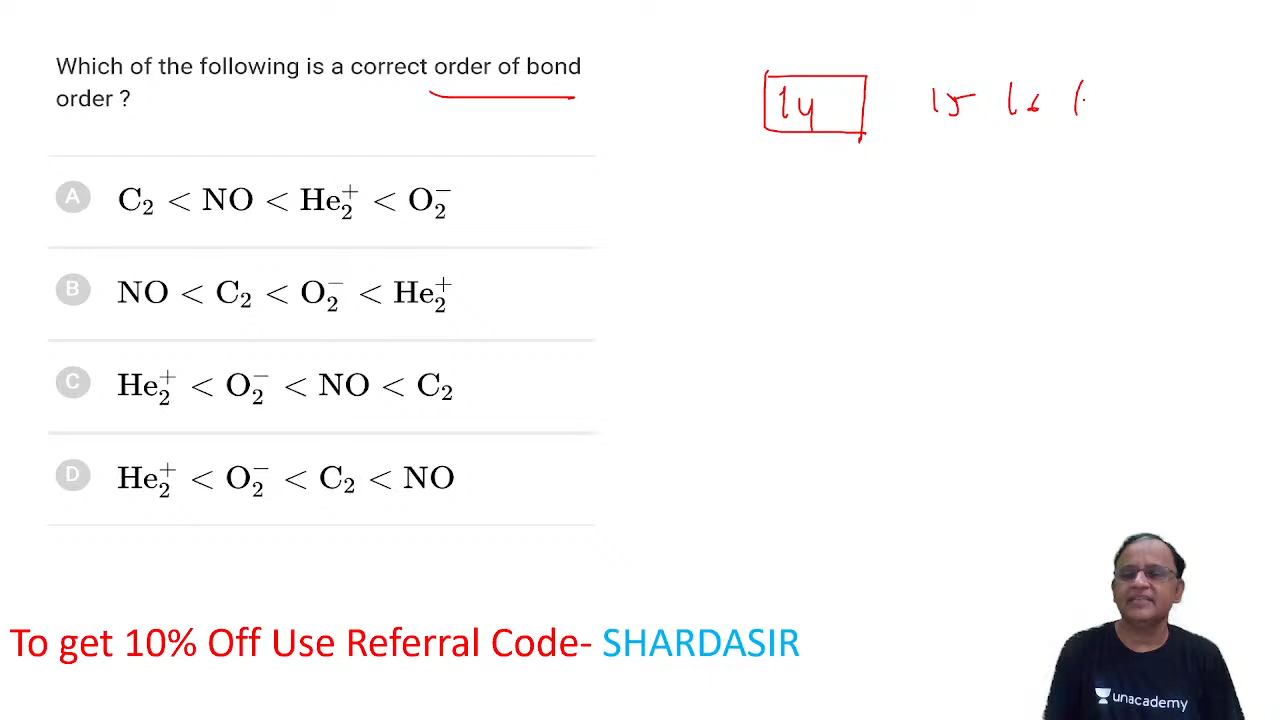 Which of the following is a correct order of bond
order ?
14 15 16
A C₂ < NO < He₂⁺ < O₂⁻
B NO < C₂ < O₂⁻ < He₂⁺
C He₂⁺ < O₂⁻ < NO < C₂
D He₂⁺ < O₂⁻ < C₂ < NO
To get 10% Off Use Referral Code- SHARDASIR
unacademy